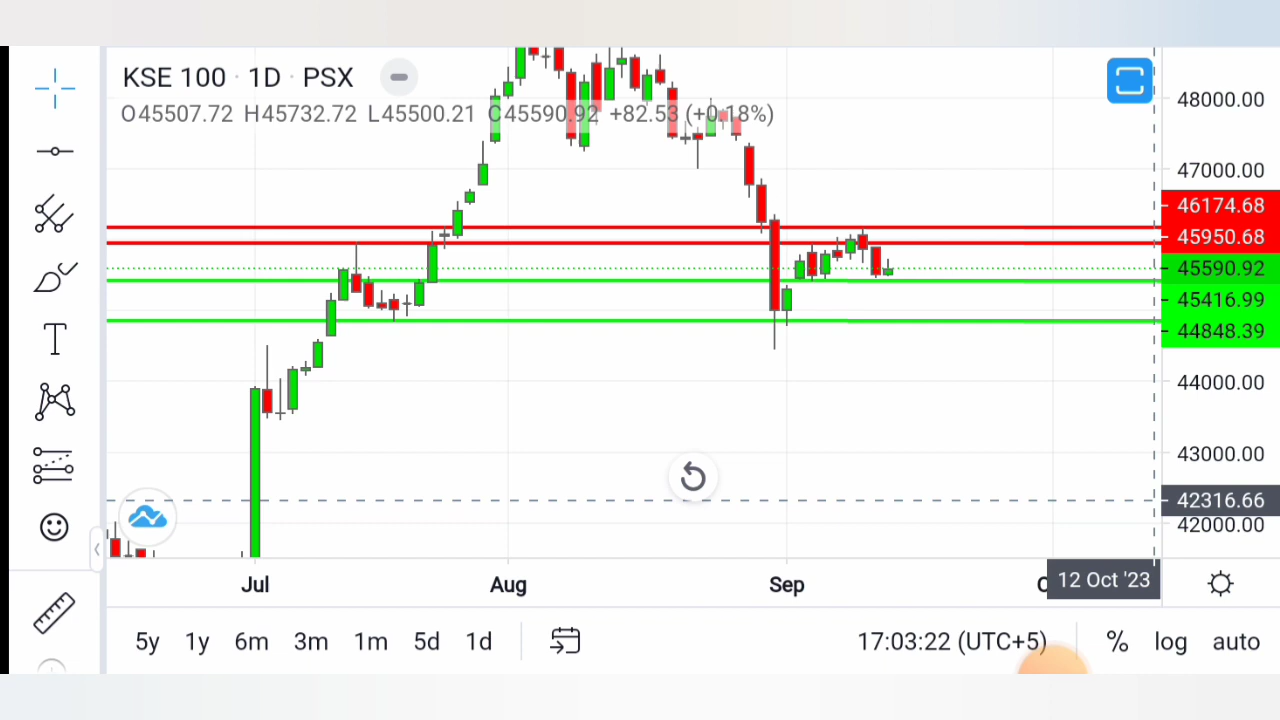 KSE 100 · 1D · PSX
O45507.72 H45732.72 L45500.21 C45590.92 +82.53 (+0.18%)
48000.00
47000.00
46174.68
45950.68
45590.92
45416.99
44848.39
44000.00
43000.00
42316.66
42000.00
T
Jul Aug Sep 12 Oct '23
5y 1y 6m 3m 1m 5d 1d 17:03:22 (UTC+5) % log auto